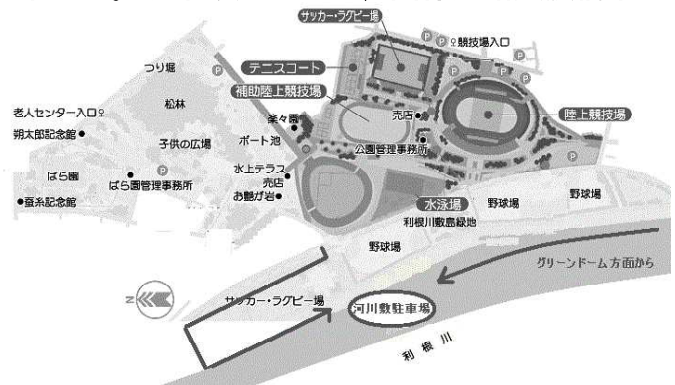 サッカー・ラグビー場
競技場入口
P
P
P
P
P
P
P
つり堀
テニスコート
補助陸上競技場
松林
老人センター入口
朔太郎記念館
楽々園
売店
陸上競技場
子供の広場
ボート池
公園管理事務所
水上テラス
売店
お艶が岩
ばら園
ばら園管理事務所
蚕糸記念館
水泳場
利根川敷島緑地
野球場
野球場
野球場
グリーンドーム方面から
N
サッカー・ラグビー場
河川敷駐車場
利根川